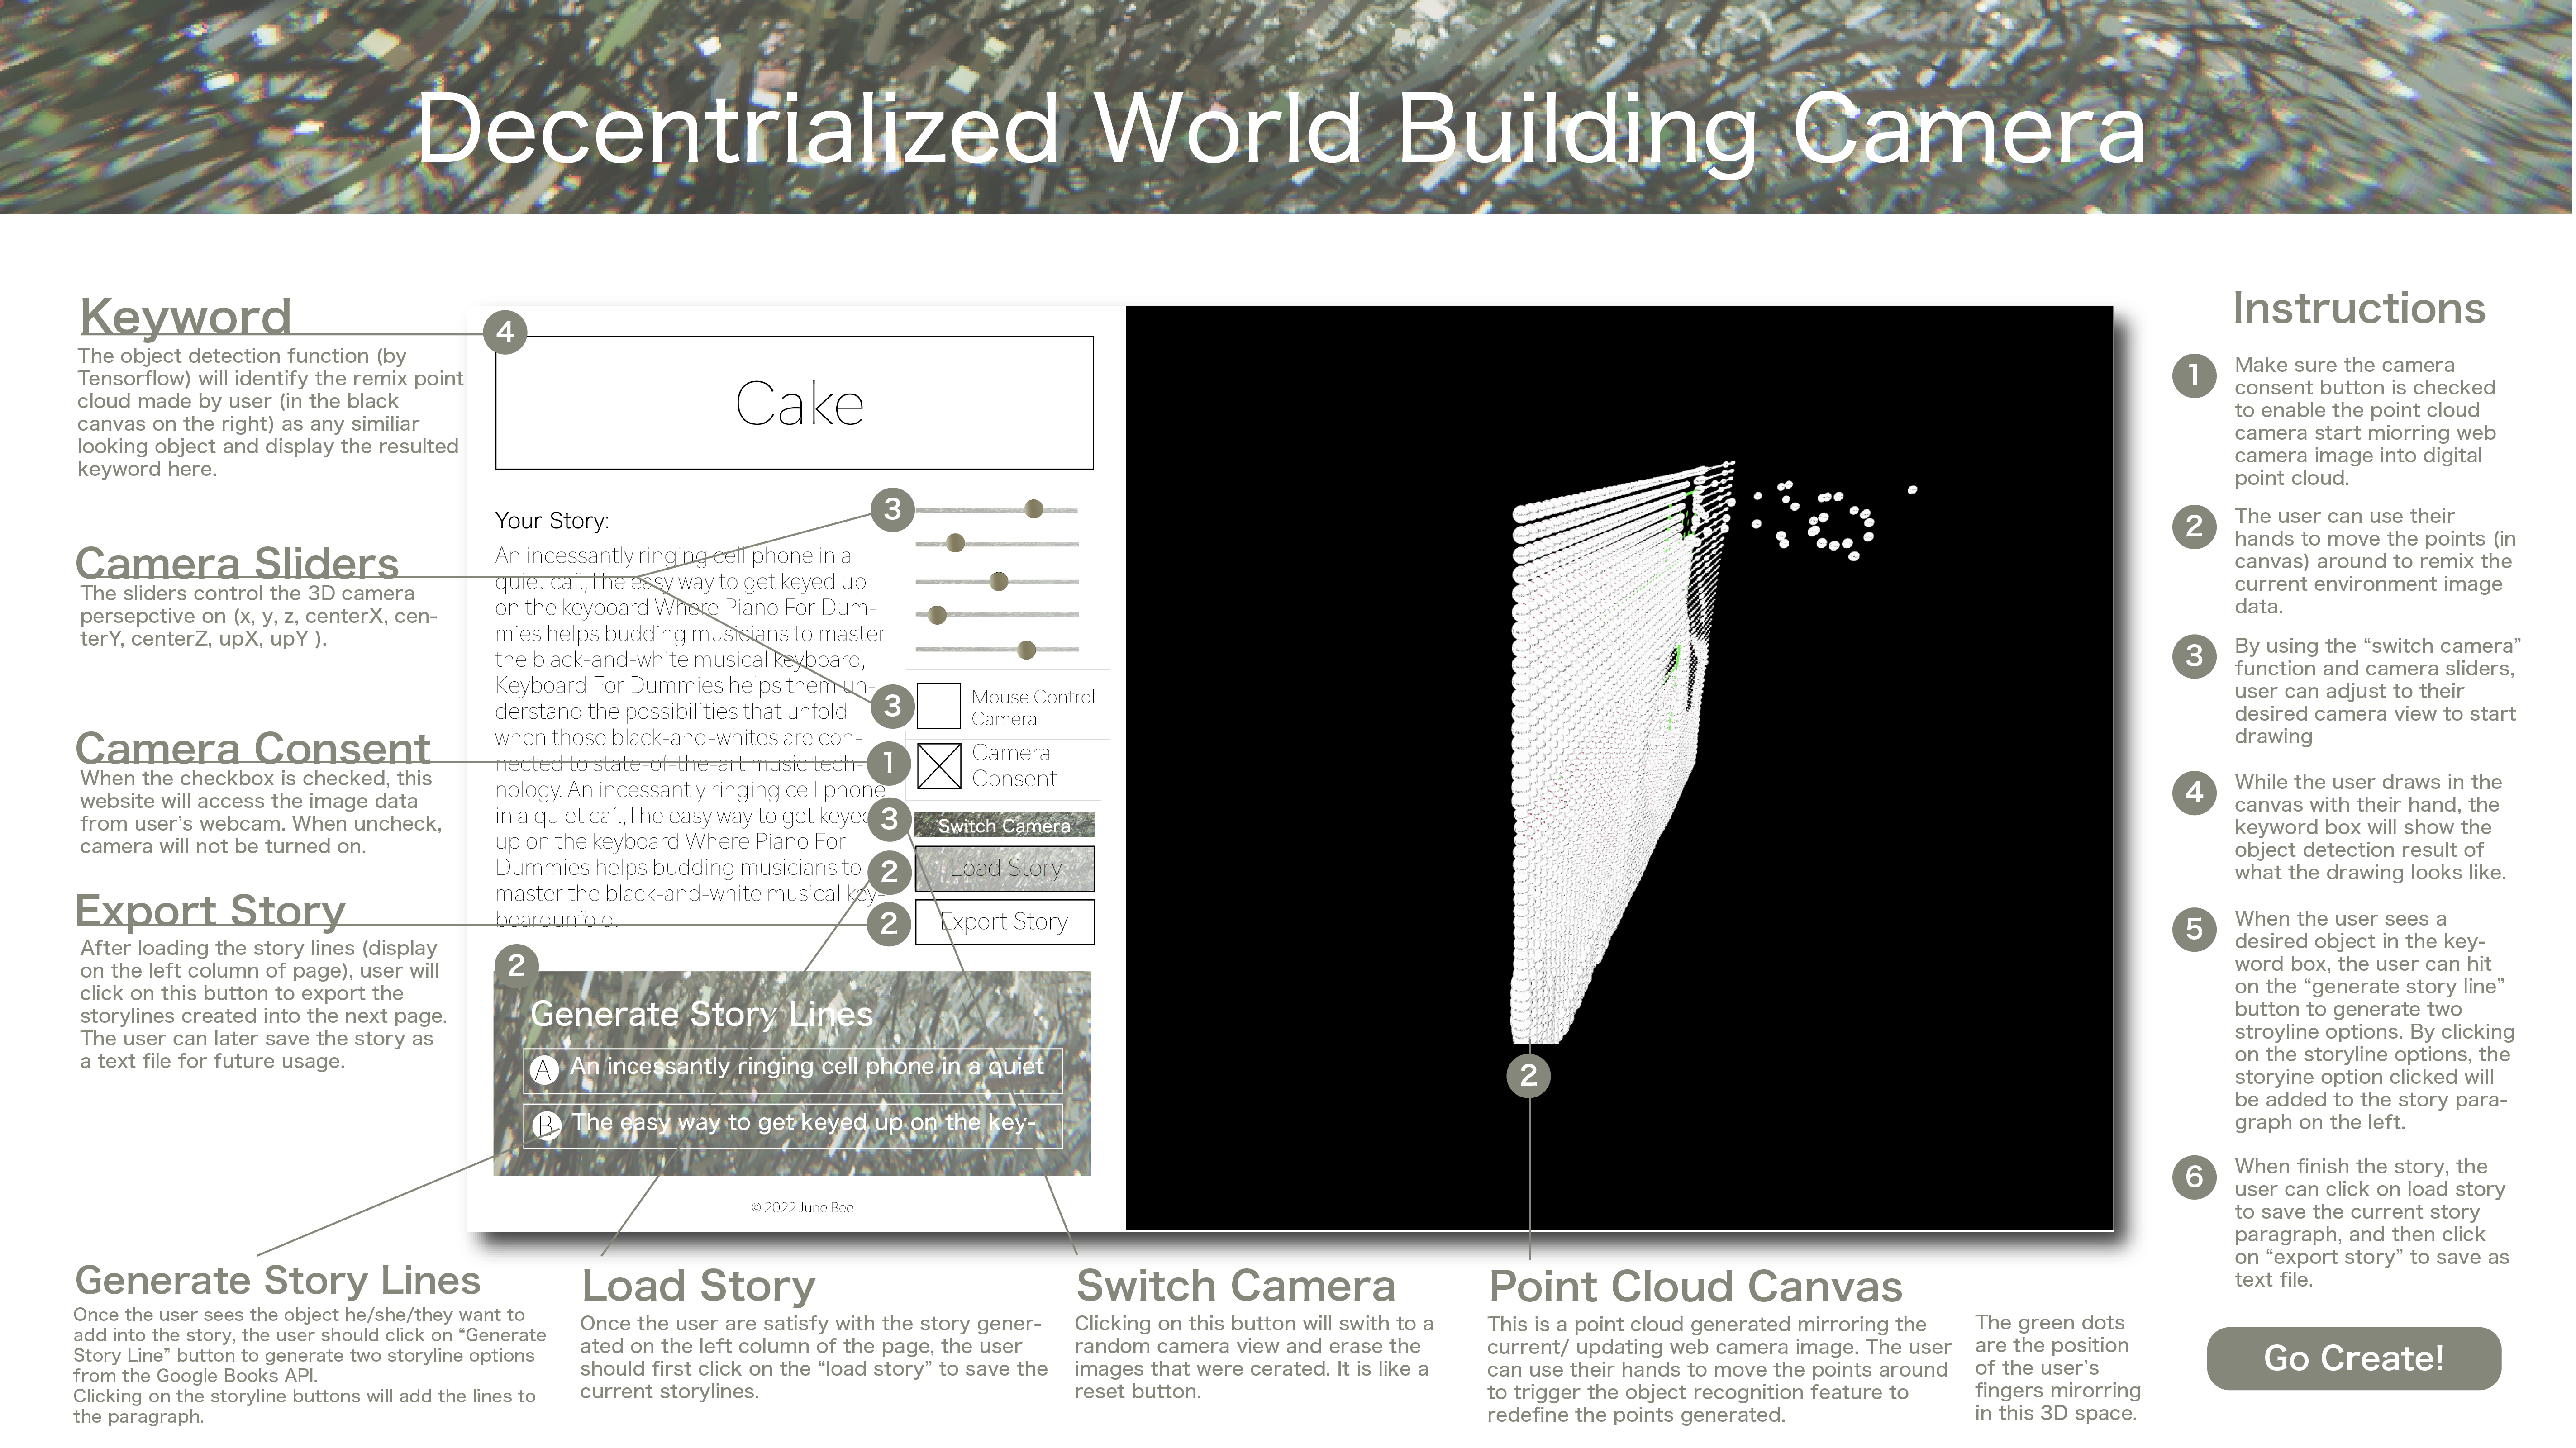 Decentrialized World Building Camera
Keyword
The object detection function (by
Tensorflow) will identify the remix point
cloud made by user (in the black
canvas on the right) as any similiar
looking object and display the resulted
keyword here.
Camera Sliders
The sliders control the 3D camera
persepctive on (x, y, z, centerX, cen-
terY, centerZ, upX, upY ).
Camera Consent
When the checkbox is checked, this
website will access the image data
from user's webcam. When uncheck,
camera will not be turned on.
Export Story
After loading the story lines (display
on the left column of page), user will
click on this button to export the
storylines created into the next page.
The user can later save the story as
a text file for future usage.
4
Cake
Your Story:
An incessantly ringing cell phone in a
quiet caf.,The easy way to get keyed up
on the keyboard Where Piano For Dum-
mies helps budding musicians to master
the black-and-white musical keyboard,
Keyboard For Dummies helps them un-
derstand the possibilities that unfold
when those black-and-whites are con-
nected to state-of-the-art music tech-
nology. An incessantly ringing cell phone
in a quiet caf.,The easy way to get keyed
up on the keyboard Where Piano For
Dummies helps budding musicians to
master the black-and-white musical key-
boardunfold.
3
3
Mouse Control
Camera
1
Camera
Consent
3
Switch Camera
2
Load Story
2
Export Story
2
Generate Story Lines
A An incessantly ringing cell phone in a quiet
B The easy way to get keyed up on the key-
© 2022 June Bee
2
Generate Story Lines
Once the user sees the object he/she/they want to
add into the story, the user should click on “Generate
Story Line” button to generate two storyline options
from the Google Books API.
Clicking on the storyline buttons will add the lines to
the paragraph.
Load Story
Once the user are satisfy with the story gener-
ated on the left column of the page, the user
should first click on the “load story” to save the
current storylines.
Switch Camera
Clicking on this button will swith to a
random camera view and erase the
images that were cerated. It is like a
reset button.
Point Cloud Canvas
This is a point cloud generated mirroring the
current/ updating web camera image. The user
can use their hands to move the points around
to trigger the object recognition feature to
redefine the points generated.
The green dots
are the position
of the user's
fingers mirorring
in this 3D space.
Instructions
1
Make sure the camera
consent button is checked
to enable the point cloud
camera start miorring web
camera image into digital
point cloud.
2
The user can use their
hands to move the points (in
canvas) around to remix the
current environment image
data.
3
By using the “switch camera”
function and camera sliders,
user can adjust to their
desired camera view to start
drawing
4
While the user draws in the
canvas with their hand, the
keyword box will show the
object detection result of
what the drawing looks like.
5
When the user sees a
desired object in the key-
word box, the user can hit
on the “generate story line”
button to generate two
stroyline options. By clicking
on the storyline options, the
storyine option clicked will
be added to the story para-
graph on the left.
6
When finish the story, the
user can click on load story
to save the current story
paragraph, and then click
on “export story” to save as
text file.
Go Create!